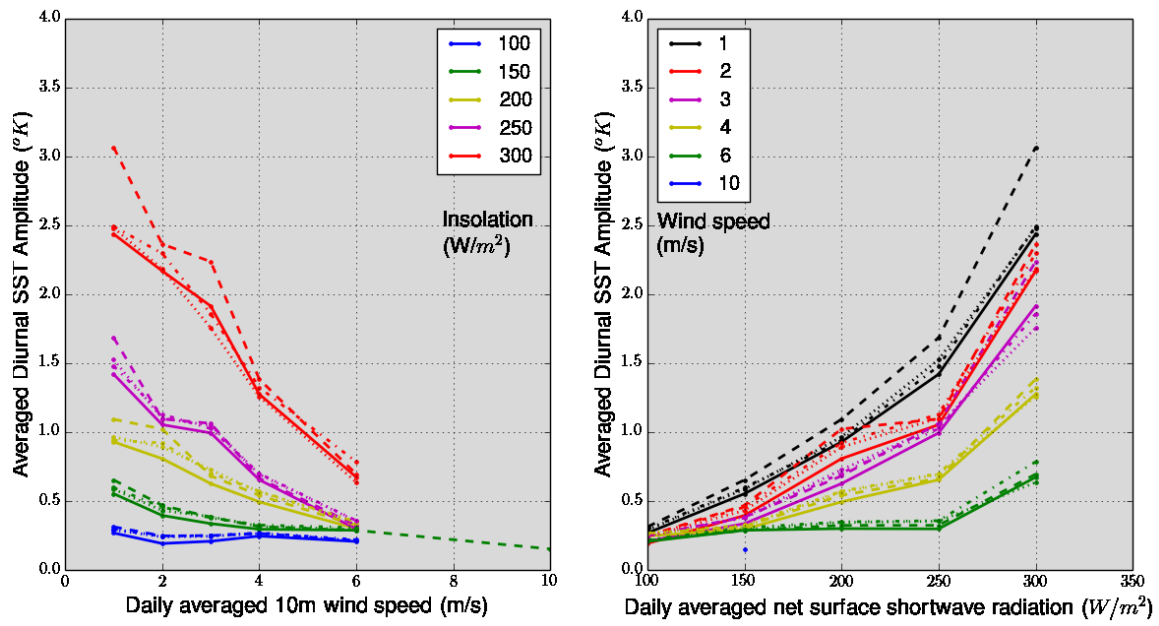 4.0
3.5
3.0
2.5
2.0
1.5
1.0
0.5
0.0
Averaged Diurnal SST Amplitude (°K)
0 2 4 6 8 10
Daily averaged 10m wind speed (m/s)
100
150
200
250
300
Insolation
(W/m²)
4.0
3.5
3.0
2.5
2.0
1.5
1.0
0.5
0.0
Averaged Diurnal SST Amplitude (°K)
100 150 200 250 300 350
Daily averaged net surface shortwave radiation (W/m²)
1
2
3
4
6
10
Wind speed
(m/s)